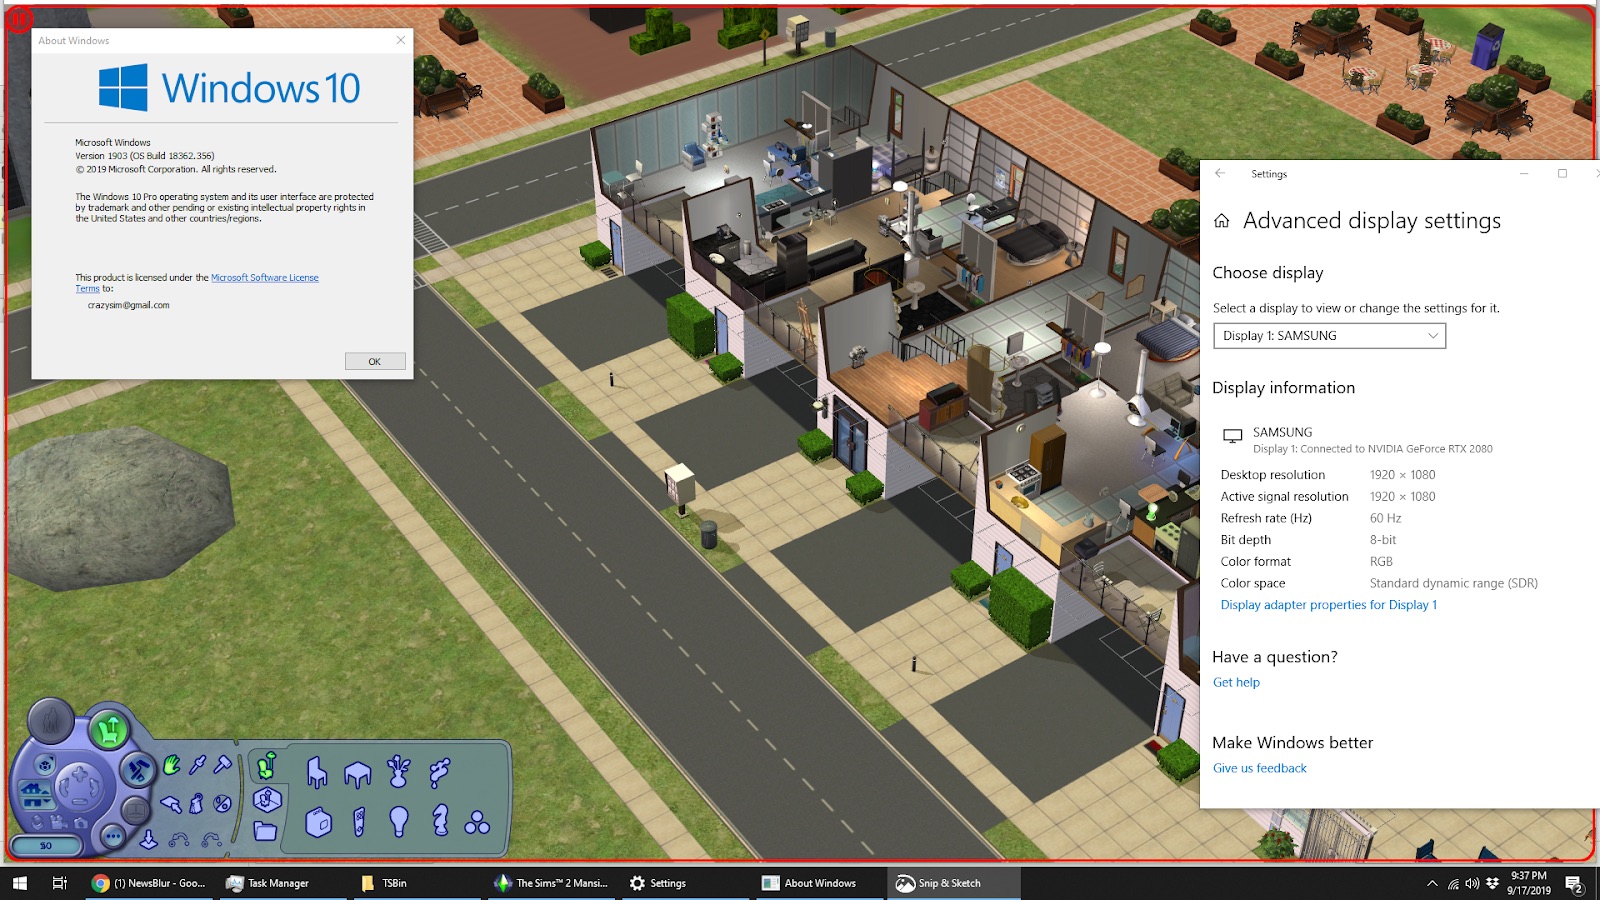 About Windows
Windows 10
Microsoft Windows
Version 1903 (OS Build 18362.356)
© 2019 Microsoft Corporation. All rights reserved.
The Windows 10 Pro operating system and its user interface are protected
by trademark and other pending or existing intellectual property rights in
the United States and other countries/regions.
This product is licensed under the Microsoft Software License
Terms to:
crazysim@gmail.com
OK
Settings
Advanced display settings
Choose display
Select a display to view or change the settings for it.
Display 1: SAMSUNG
Display information
SAMSUNG
Display 1: Connected to NVIDIA GeForce RTX 2080
Desktop resolution 1920 × 1080
Active signal resolution 1920 × 1080
Refresh rate (Hz) 60 Hz
Bit depth 8-bit
Color format RGB
Color space Standard dynamic range (SDR)
Display adapter properties for Display 1
Have a question?
Get help
Make Windows better
Give us feedback
§0
(1) NewsBlur - Goo... Task Manager TSBin The Sims™ 2 Mansi... Settings About Windows Snip & Sketch
9:37 PM
9/17/2019
2